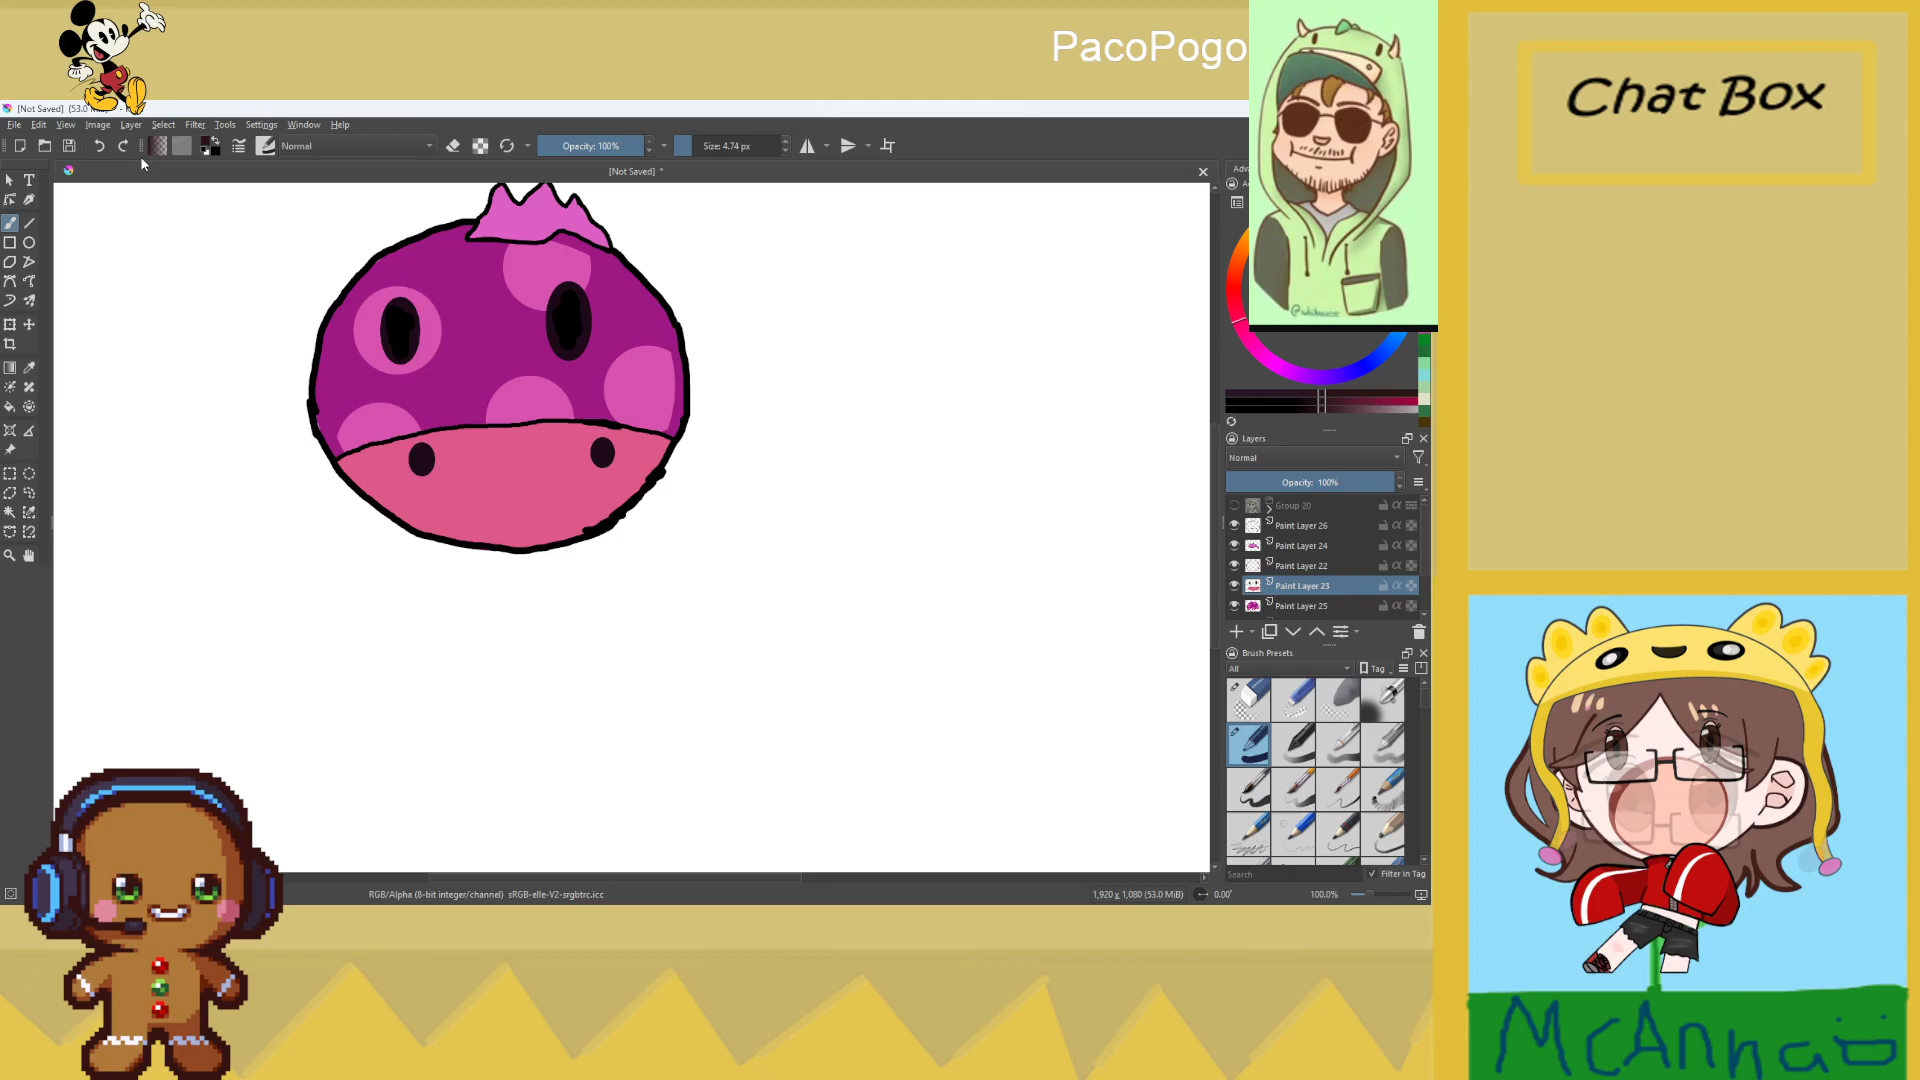 PacoPogo
Chat Box
[Not Saved] (53.0
File Edit View Image Layer Select Filter Tools Settings Window Help
Normal
Opacity: 100%
Size: 4.74 px
[Not Saved] *
Normal
Layers
Opacity: 100%
Group 20
Paint Layer 26
Paint Layer 24
Paint Layer 22
Paint Layer 23
Paint Layer 25
Brush Presets
All
Tag
Search
Filter in Tag
RGB/Alpha (8-bit integer/channel) sRGB-elle-V2-srgbtrc.icc
1,920 x 1,080 (53.0 MiB)
0.00°
100.0%
McAnna